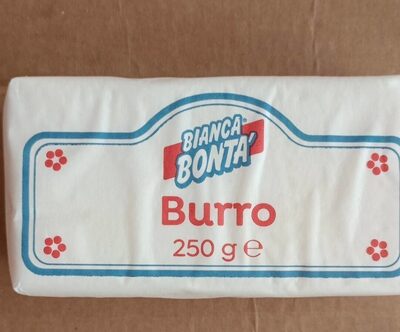 BIANCA
BONTA'
Burro
250 g ℮